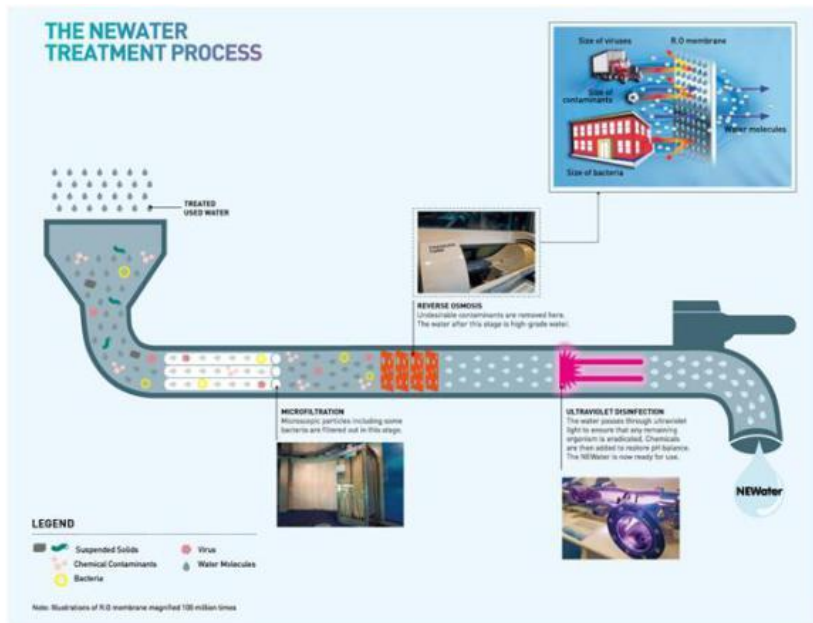 THE NEWATER
TREATMENT PROCESS
Size of viruses
R.O membrane
Size of
contaminants
Water molecules
Size of bacteria
TREATED
USED WATER
REVERSE OSMOSIS
Undesirable contaminants are removed here.
The water after this stage is high-grade water.
MICROFILTRATION
Microscopic particles including some
bacteria are filtered out in this stage.
ULTRAVIOLET DISINFECTION
The water passes through ultraviolet
light to ensure that any remaining
organism is eradicated. Chemicals
are then added to restore pH balance.
The NEWater is now ready for use.
NEWater
LEGEND
Suspended Solids
Virus
Chemical Contaminants
Water Molecules
Bacteria
Note: Illustrations of R.O membrane magnified 100 million times